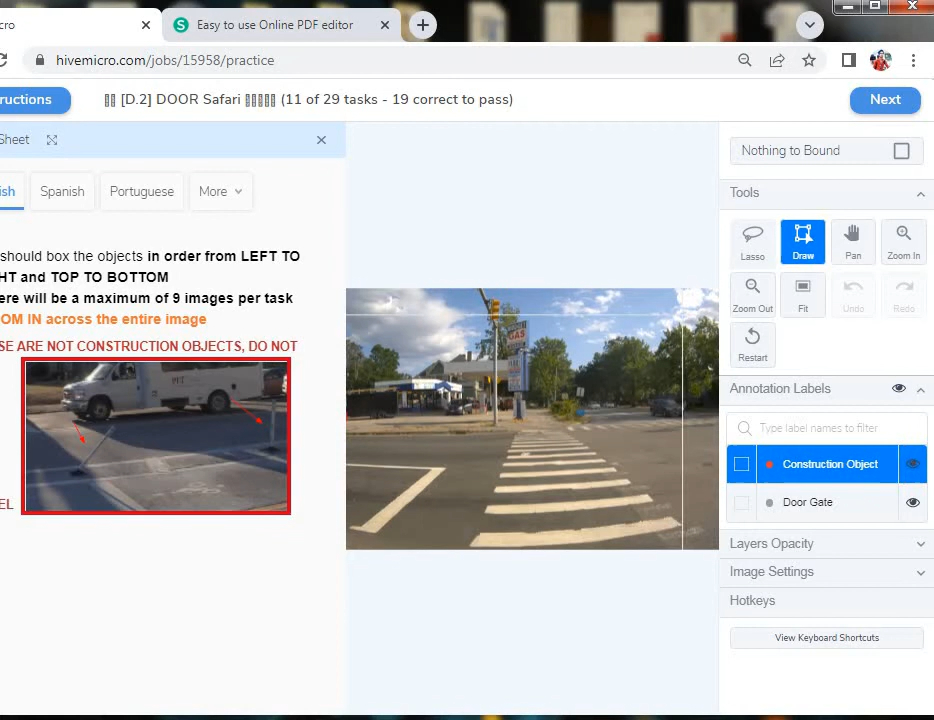 cro
Easy to use Online PDF editor
hivemicro.com/jobs/15958/practice
ructions
[D.2] DOOR Safari (11 of 29 tasks - 19 correct to pass)
Next
Sheet
ish
Spanish
Portuguese
More
should box the objects in order from LEFT TO
HT and TOP TO BOTTOM
ere will be a maximum of 9 images per task
OM IN across the entire image
SE ARE NOT CONSTRUCTION OBJECTS, DO NOT
EL
GAS
Nothing to Bound
Tools
Lasso
Draw
Pan
Zoom In
Zoom Out
Fit
Undo
Redo
Restart
Annotation Labels
Type label names to filter
Construction Object
Door Gate
Layers Opacity
Image Settings
Hotkeys
View Keyboard Shortcuts